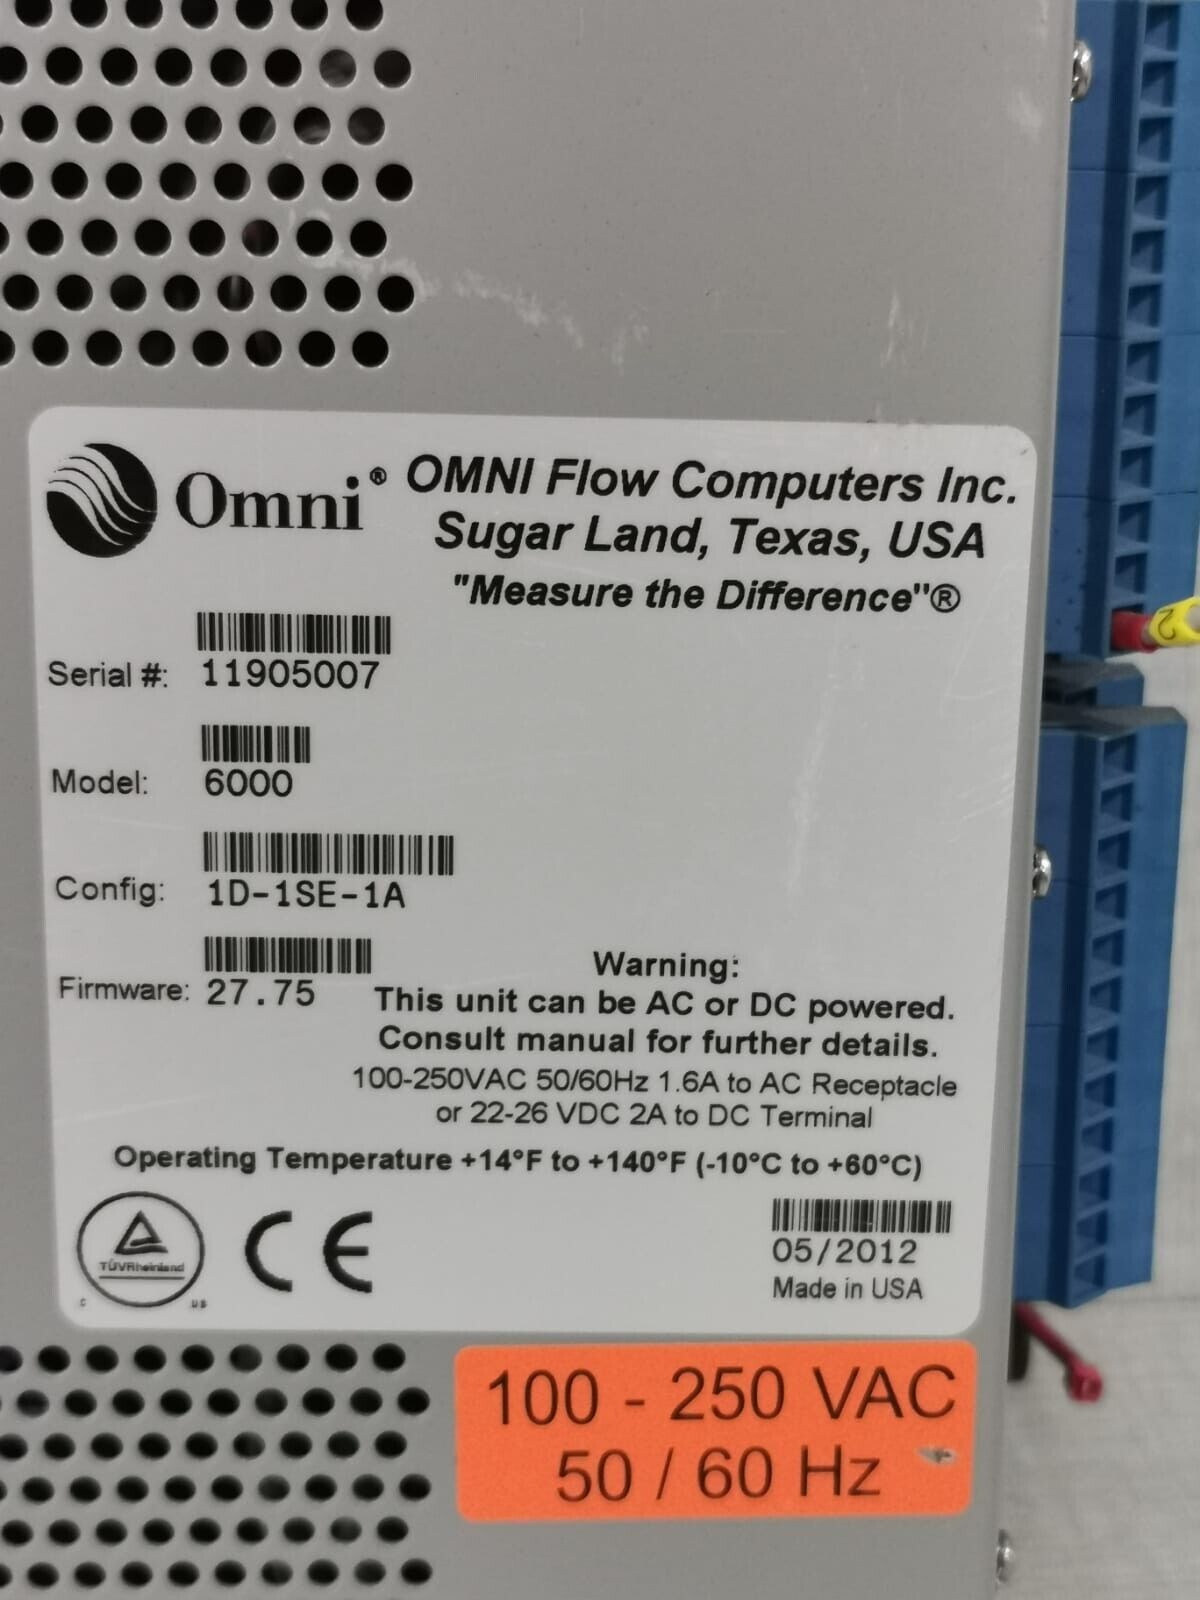 Omni®
OMNI Flow Computers Inc.
Sugar Land, Texas, USA
"Measure the Difference"®
Serial #: 11905007
Model: 6000
Config: 1D-1SE-1A
Firmware: 27.75
Warning:
This unit can be AC or DC powered.
Consult manual for further details.
100-250VAC 50/60Hz 1.6A to AC Receptacle
or 22-26 VDC 2A to DC Terminal
Operating Temperature +14°F to +140°F (-10°C to +60°C)
TÜVRheinland
C US
CE
05/2012
Made in USA
100 - 250 VAC
50 / 60 Hz
2